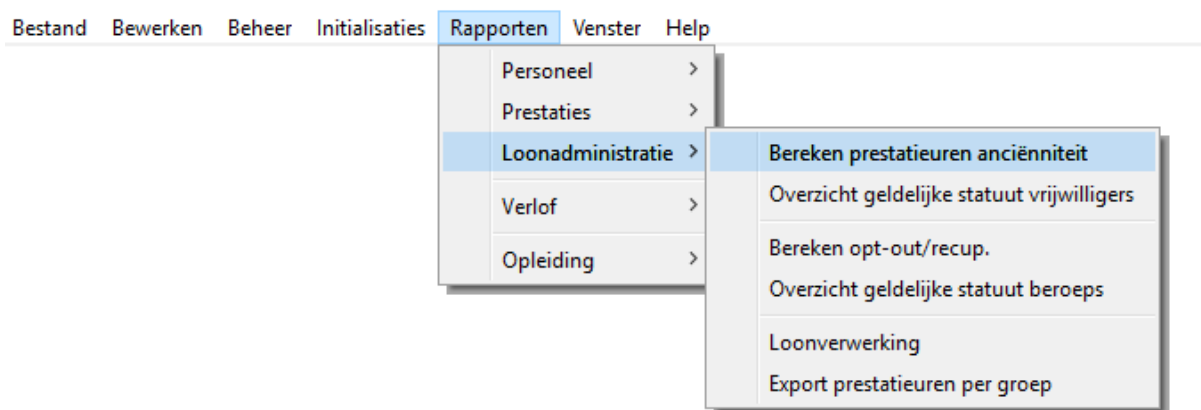 Bestand Bewerken Beheer Initialisaties Rapporten Venster Help
Personeel
Prestaties
Loonadministratie
Verlof
Opleiding
Bereken prestatieuren anciënniteit
Overzicht geldelijke statuut vrijwilligers
Bereken opt-out/recup.
Overzicht geldelijke statuut beroeps
Loonverwerking
Export prestatieuren per groep